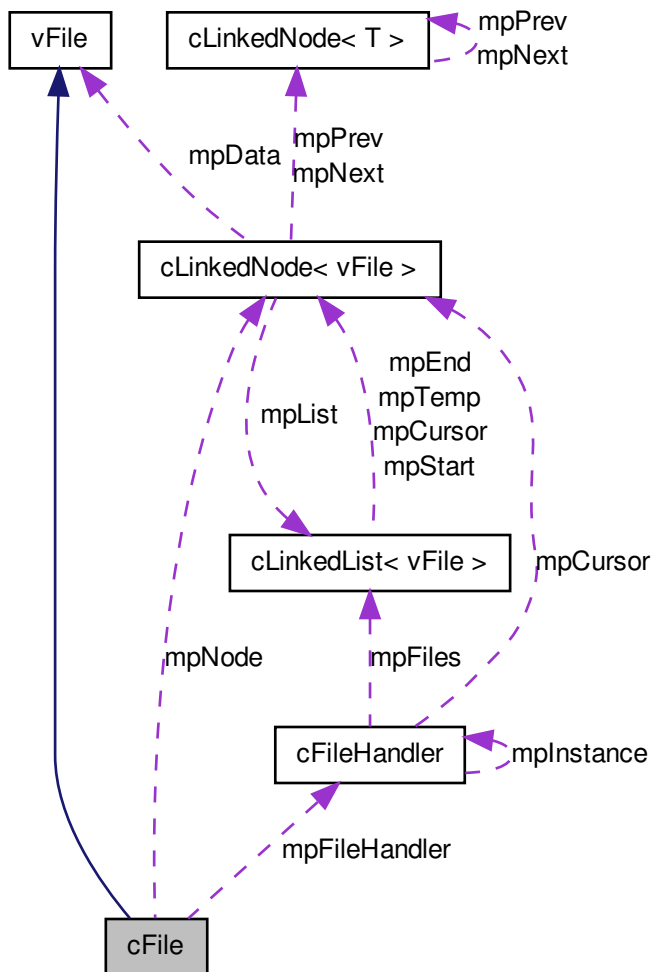 vFile
cLinkedNode< T >
mpPrev
mpNext
mpData
mpPrev
mpNext
cLinkedNode< vFile >
mpList
mpEnd
mpTemp
mpCursor
mpStart
cLinkedList< vFile >
mpCursor
mpNode
mpFiles
cFileHandler
mpInstance
mpFileHandler
cFile